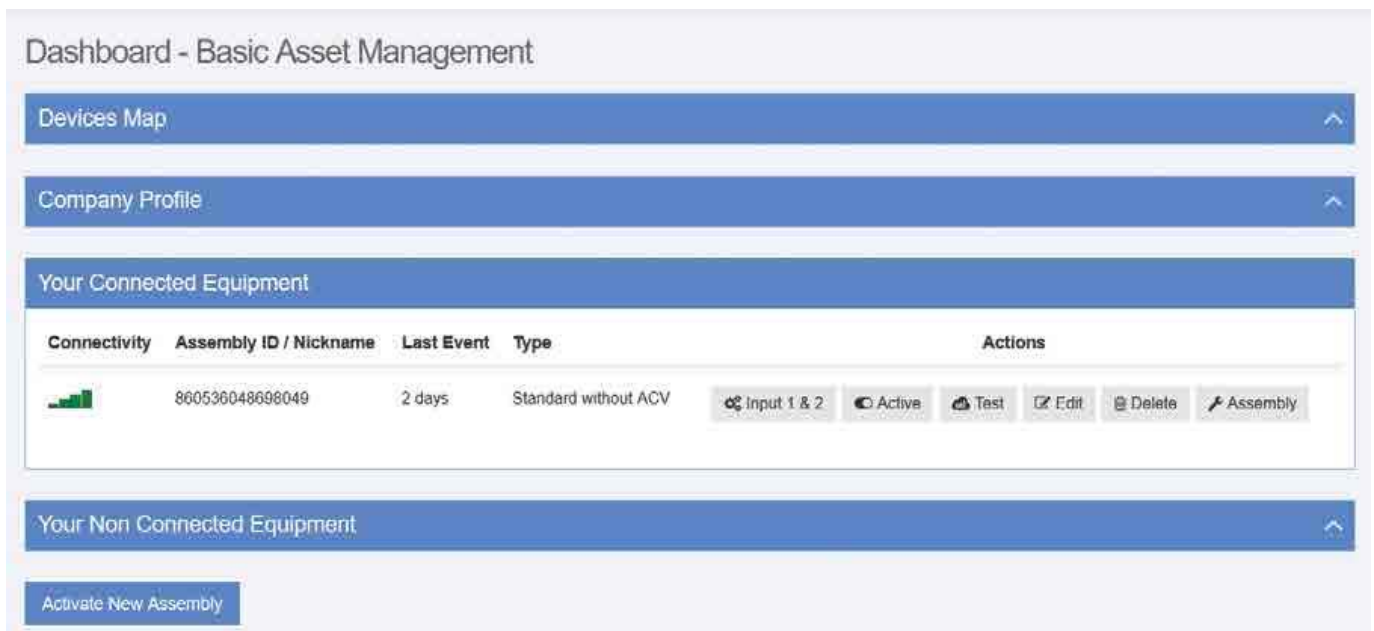 Dashboard - Basic Asset Management
Devices Map
Company Profile
Your Connected Equipment
Connectivity Assembly ID / Nickname Last Event Type Actions
860536048698049 2 days Standard without ACV Input 1 & 2 Active Test Edit Delete Assembly
Your Non Connected Equipment
Activate New Assembly